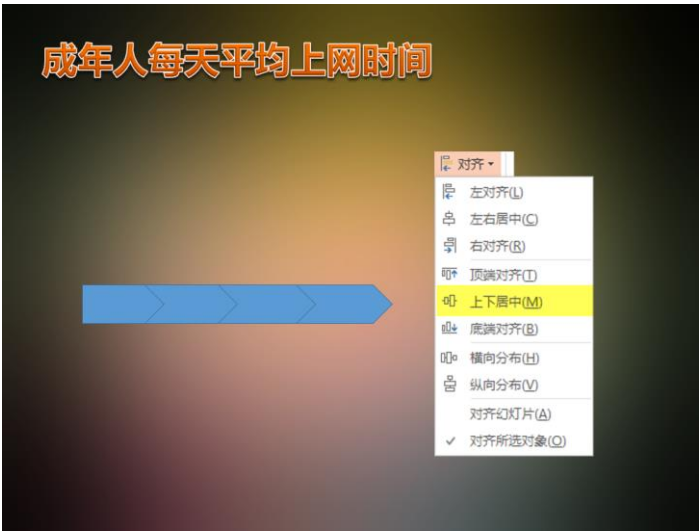 成年人每天平均上网时间
对齐
左对齐(L)
左右居中(C)
右对齐(R)
顶端对齐(T)
上下居中(M)
底端对齐(B)
横向分布(H)
纵向分布(V)
对齐幻灯片(A)
对齐所选对象(O)